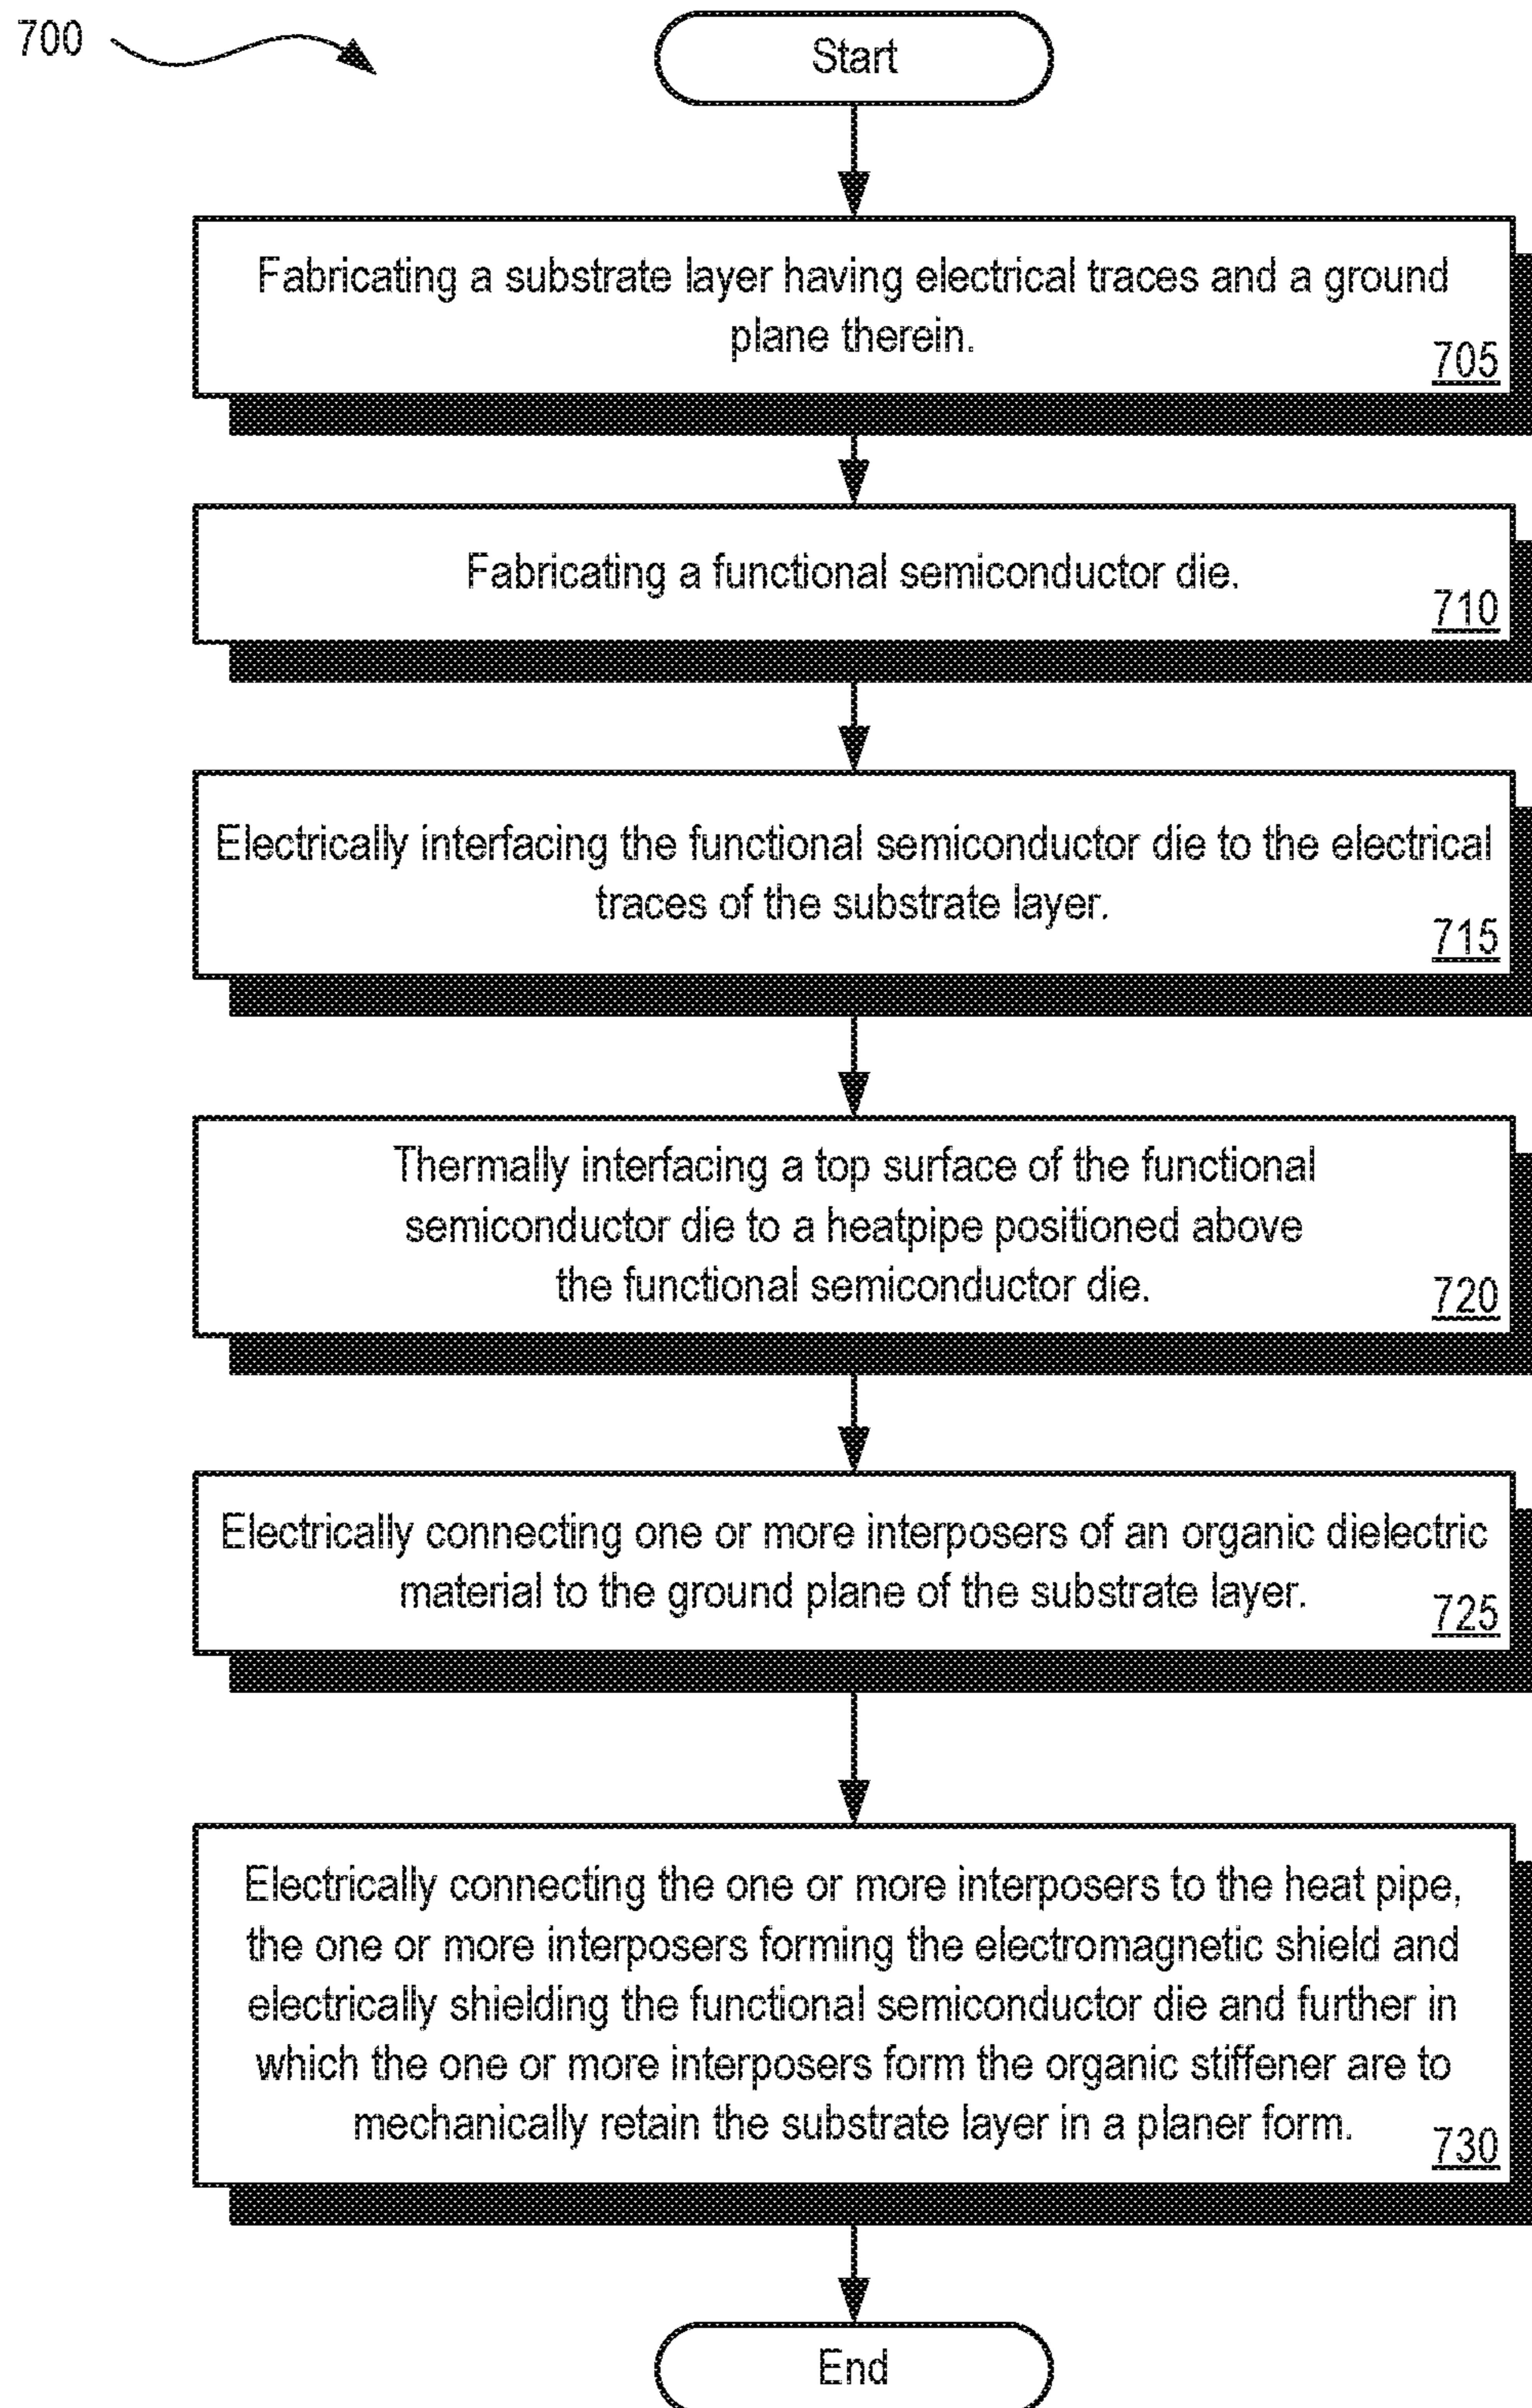 700
Start
Fabricating a substrate layer having electrical traces and a ground
plane therein.
705
Fabricating a functional semiconductor die.
710
Electrically interfacing the functional semiconductor die to the electrical
traces of the substrate layer.
715
Thermally interfacing a top surface of the functional
semiconductor die to a heatpipe positioned above
the functional semiconductor die.
720
Electrically connecting one or more interposers of an organic dielectric
material to the ground plane of the substrate layer.
725
Electrically connecting the one or more interposers to the heat pipe,
the one or more interposers forming the electromagnetic shield and
electrically shielding the functional semiconductor die and further in
which the one or more interposers form the organic stiffener are to
mechanically retain the substrate layer in a planer form.
730
End